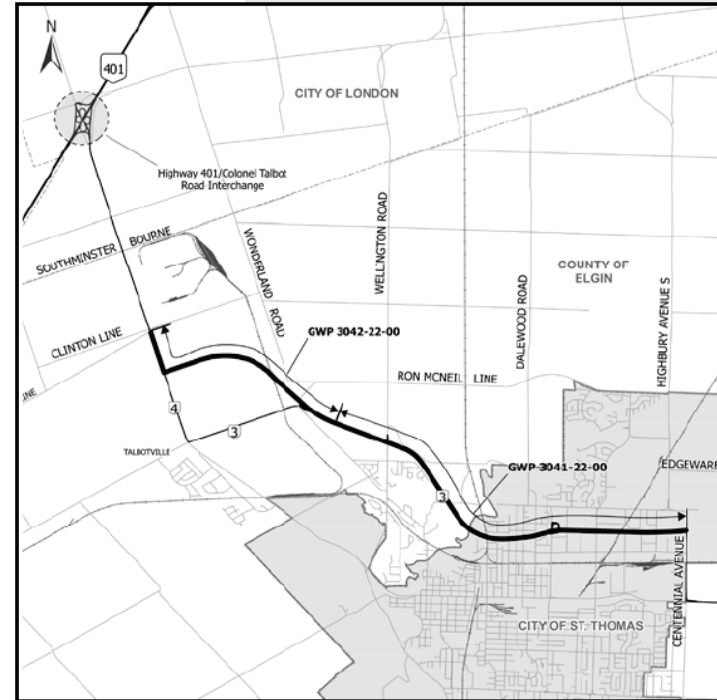 N
401
CITY OF LONDON
Highway 401/Colonel Talbot
Road Interchange
SOUTHMINSTER BOURNE
WONDERLAND ROAD
WELLINGTON ROAD
COUNTY OF
ELGIN
DALEWOOD ROAD
HIGHBURY AVENUE S
CLINTON LINE
GWP 3042-22-00
RON MCNEIL LINE
4
3
TALBOTVILLE
GWP 3041-22-00
3
EDGEWARE
CENTENNIAL AVENUE
CITY OF ST. THOMAS